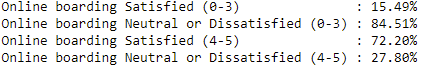 Online boarding Satisfied (0-3)                : 15.49%
Online boarding Neutral or Dissatisfied (0-3) : 84.51%
Online boarding Satisfied (4-5)                : 72.20%
Online boarding Neutral or Dissatisfied (4-5) : 27.80%